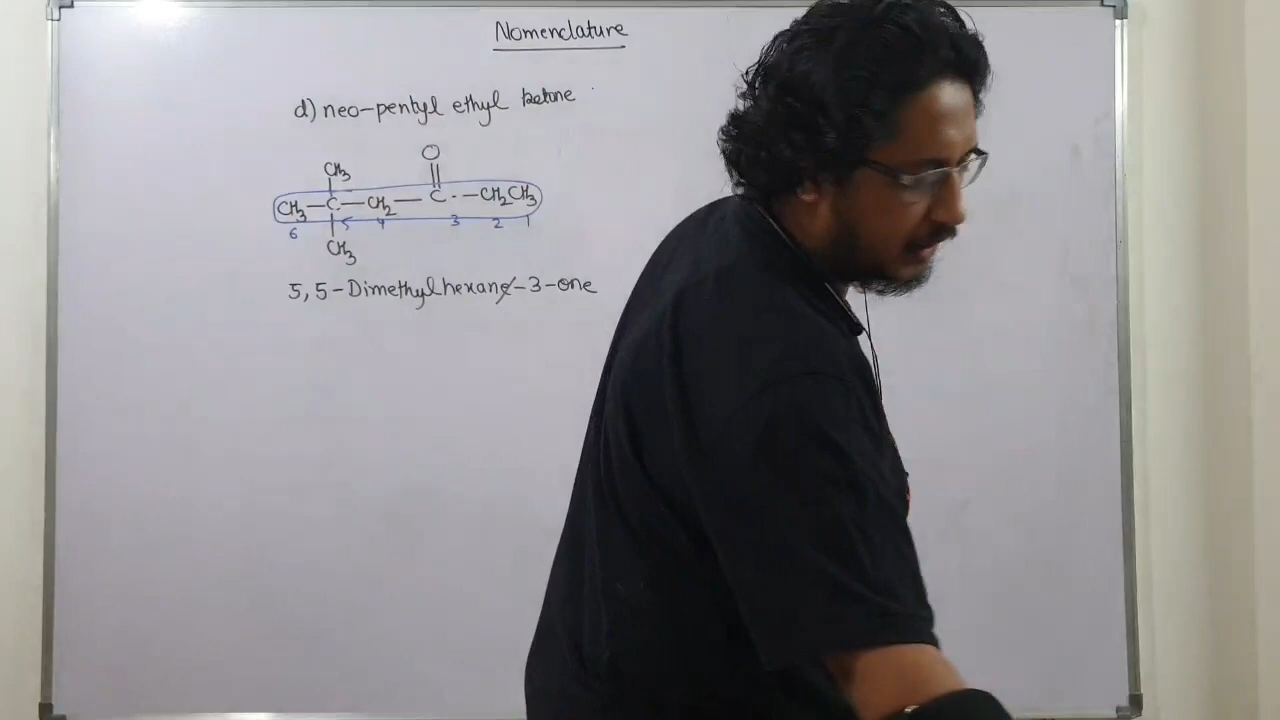 Nomenclature
d) neo-pentyl ethyl ketone
CH3 O
CH3-C-CH2-C--CH2CH3
6 5 4 3 2 1
CH3
5,5-Dimethylhexane-3-one